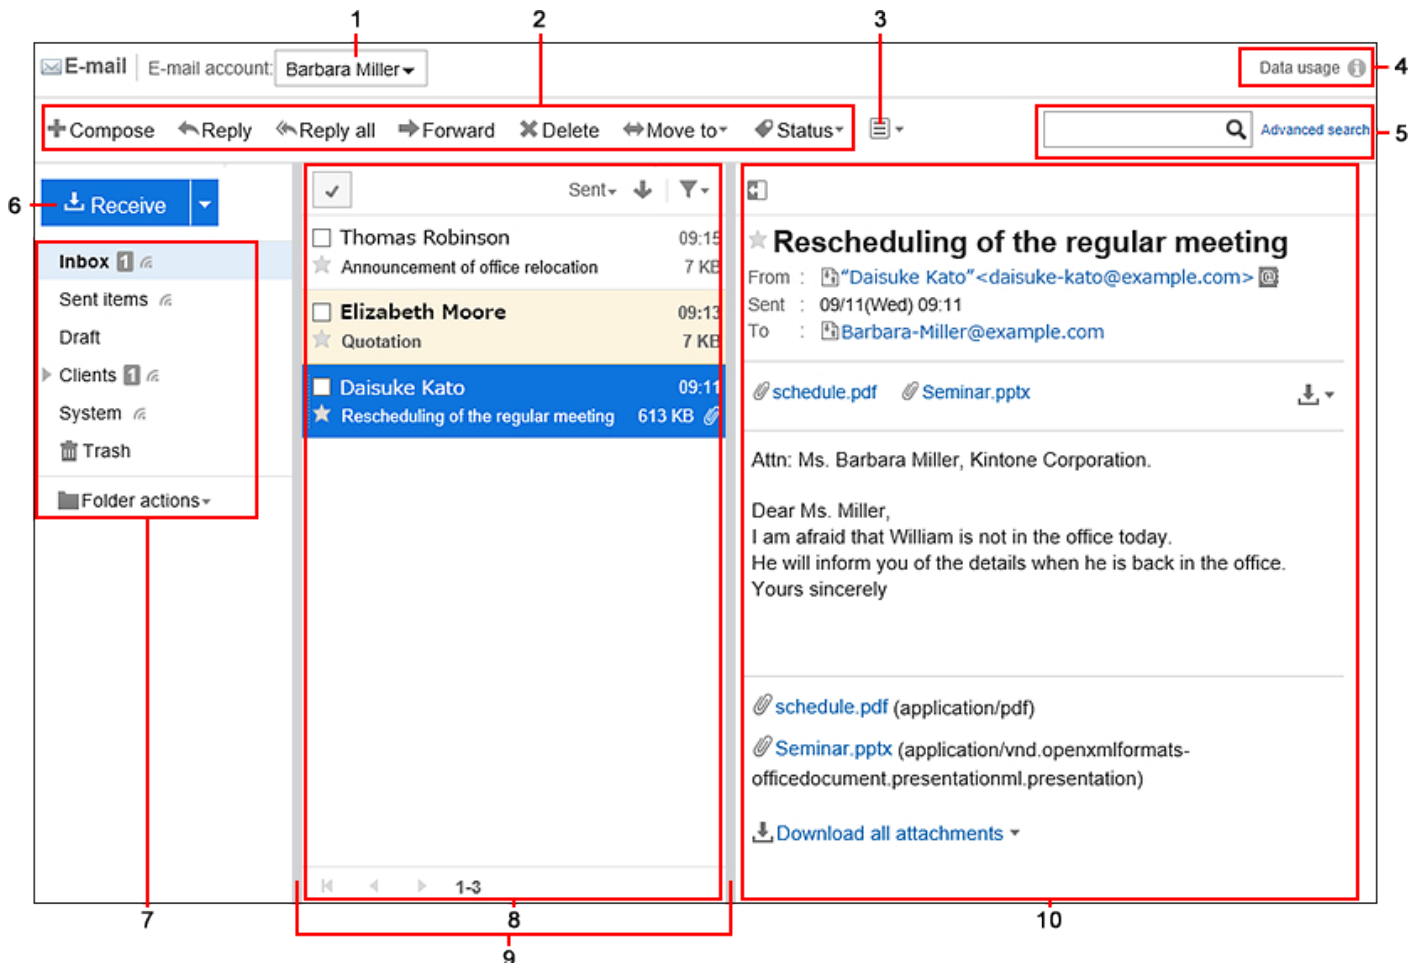 1 2 3
E-mail E-mail account: Barbara Miller Data usage 4
Compose Reply Reply all Forward Delete Move to Status Advanced search 5
6 Receive
Inbox 1
Sent items
Draft
Clients 1
System
Trash
Folder actions
Sent
Thomas Robinson 09:15
Announcement of office relocation 7 KB
Elizabeth Moore 09:13
Quotation 7 KB
Daisuke Kato 09:11
Rescheduling of the regular meeting 613 KB
1-3
Rescheduling of the regular meeting
From : "Daisuke Kato"<daisuke-kato@example.com>
Sent : 09/11(Wed) 09:11
To : Barbara-Miller@example.com
schedule.pdf Seminar.pptx
Attn: Ms. Barbara Miller, Kintone Corporation.
Dear Ms. Miller,
I am afraid that William is not in the office today.
He will inform you of the details when he is back in the office.
Yours sincerely
schedule.pdf (application/pdf)
Seminar.pptx (application/vnd.openxmlformats-
officedocument.presentationml.presentation)
Download all attachments
7 8 10
9